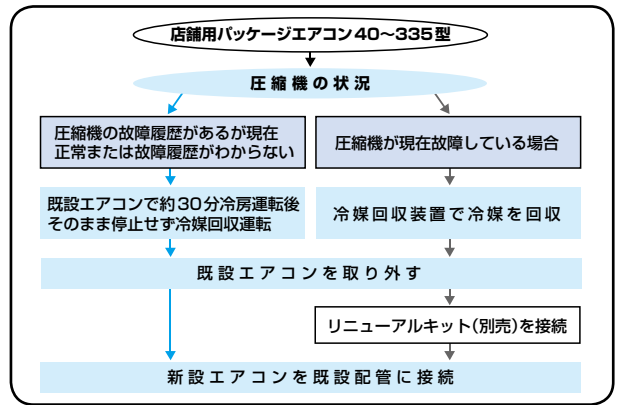 店舗用パッケージエアコン40〜335型
圧縮機の状況
圧縮機の故障履歴があるが現在
正常または故障履歴がわからない
圧縮機が現在故障している場合
既設エアコンで約30分冷房運転後
そのまま停止せず冷媒回収運転
冷媒回収装置で冷媒を回収
既設エアコンを取り外す
リニューアルキット(別売)を接続
新設エアコンを既設配管に接続